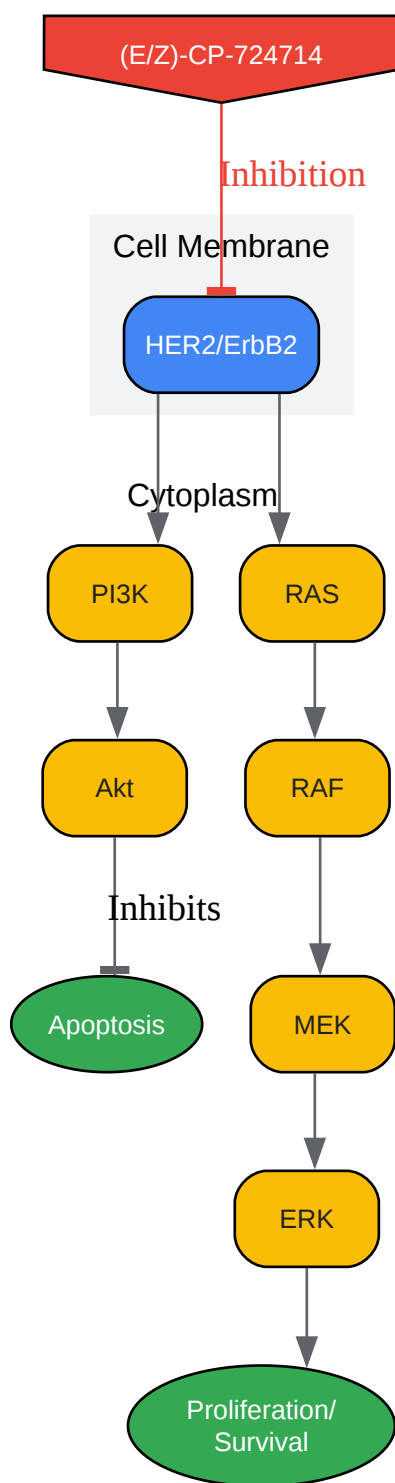 (E/Z)-CP-724714
Inhibition
Cell Membrane
HER2/ErbB2
Cytoplasm
PI3K
RAS
Akt
RAF
Inhibits
Apoptosis
MEK
ERK
Proliferation/
Survival